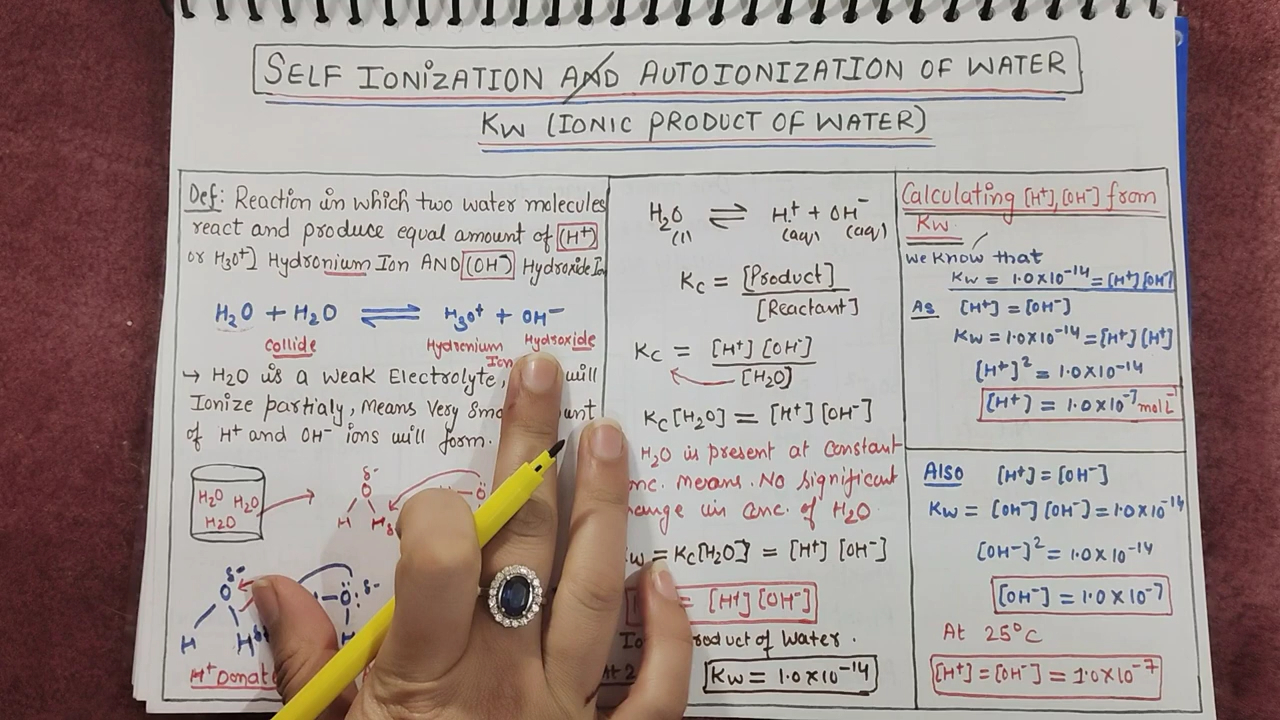 SELF IONIZATION AND AUTOIONIZATION OF WATER
KW (IONIC PRODUCT OF WATER)
Def: Reaction in which two water molecules
react and produce equal amount of (H⁺)
or H₃O⁺] Hydronium Ion AND (OH⁻) Hydroxide Ion
H₂O + H₂O ⇌ H₃O⁺ + OH⁻
Collide Hydronium Ion Hydroxide
→ H₂O is a weak Electrolyte, will
Ionize partialy, Means Very
of H⁺ and OH⁻ ions will form.
H₂O H₂O
H₂O
δ⁻
O
H H
δ⁻
O
H H
H⁺
H₂O ⇌ H⁺ + OH⁻
(l) (aq) (aq)
Kc = [Product]
[Reactant]
Kc = [H⁺] [OH⁻]
[H₂O]
Kc [H₂O] = [H⁺] [OH⁻]
H₂O is present at constant
means. No significant
in conc. of H₂O
= Kc[H₂O] = [H⁺] [OH⁻]
= [H⁺] [OH⁻]
of Water.
KW = 1.0×10⁻¹⁴
Calculating [H⁺], [OH⁻] from
KW.
we know that
KW = 1.0×10⁻¹⁴ = [H⁺] [OH⁻]
As [H⁺] = [OH⁻]
KW = 1.0×10⁻¹⁴ = [H⁺] [H⁺]
[H⁺]² = 1.0×10⁻¹⁴
[H⁺] = 1.0×10⁻⁷ mol L⁻¹
Also [H⁺] = [OH⁻]
KW = [OH⁻] [OH⁻] = 1.0×10⁻¹⁴
[OH⁻]² = 1.0×10⁻¹⁴
[OH⁻] = 1.0×10⁻⁷
At 25°C
[H⁺] = [OH⁻] = 1.0×10⁻⁷